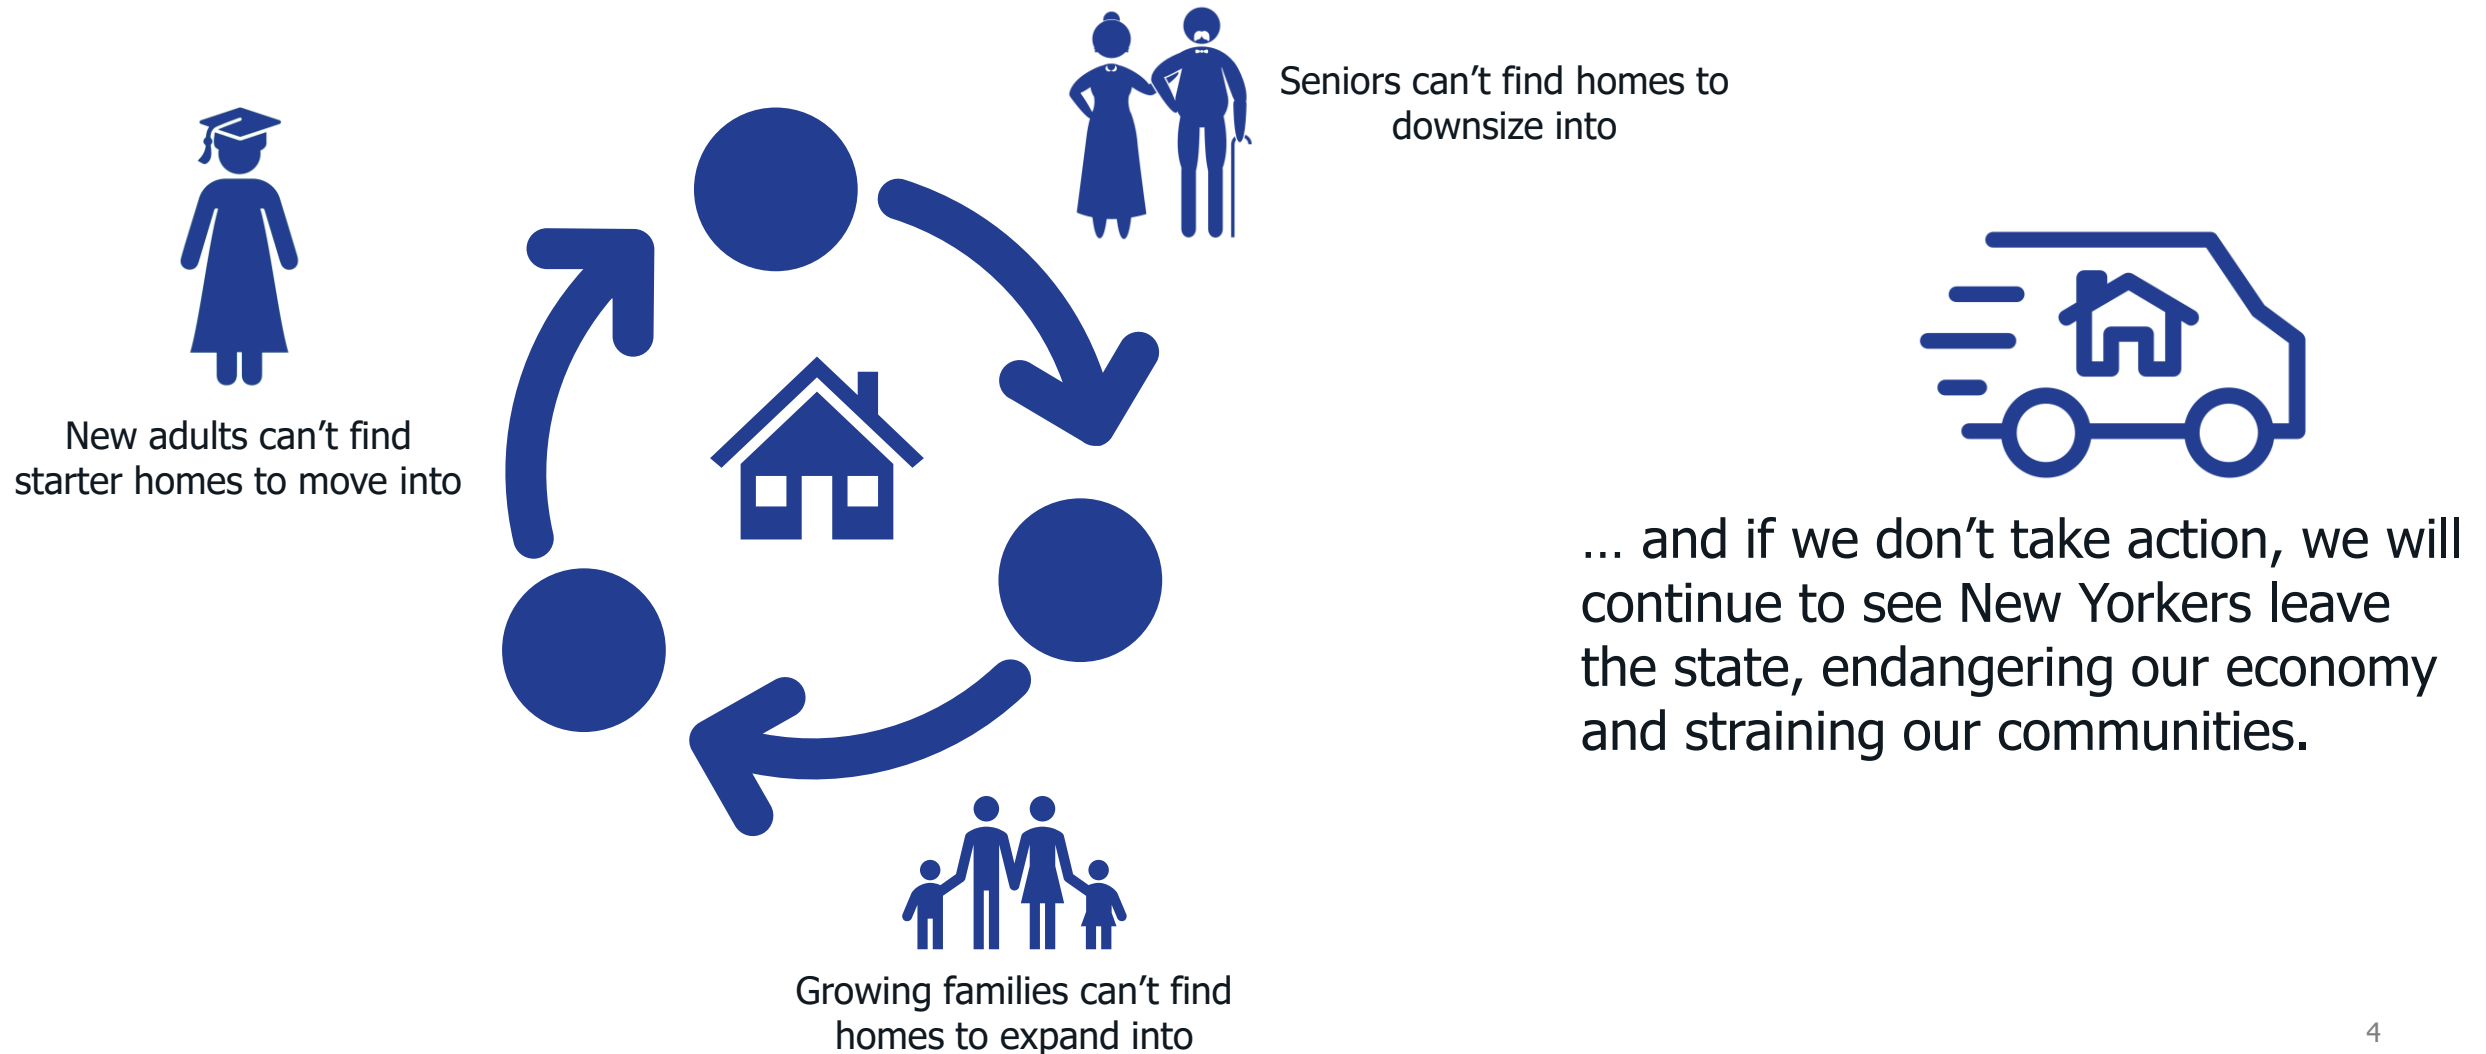 Seniors can’t find homes to
downsize into
New adults can’t find
starter homes to move into
Growing families can’t find
homes to expand into
… and if we don’t take action, we will
continue to see New Yorkers leave
the state, endangering our economy
and straining our communities.
4